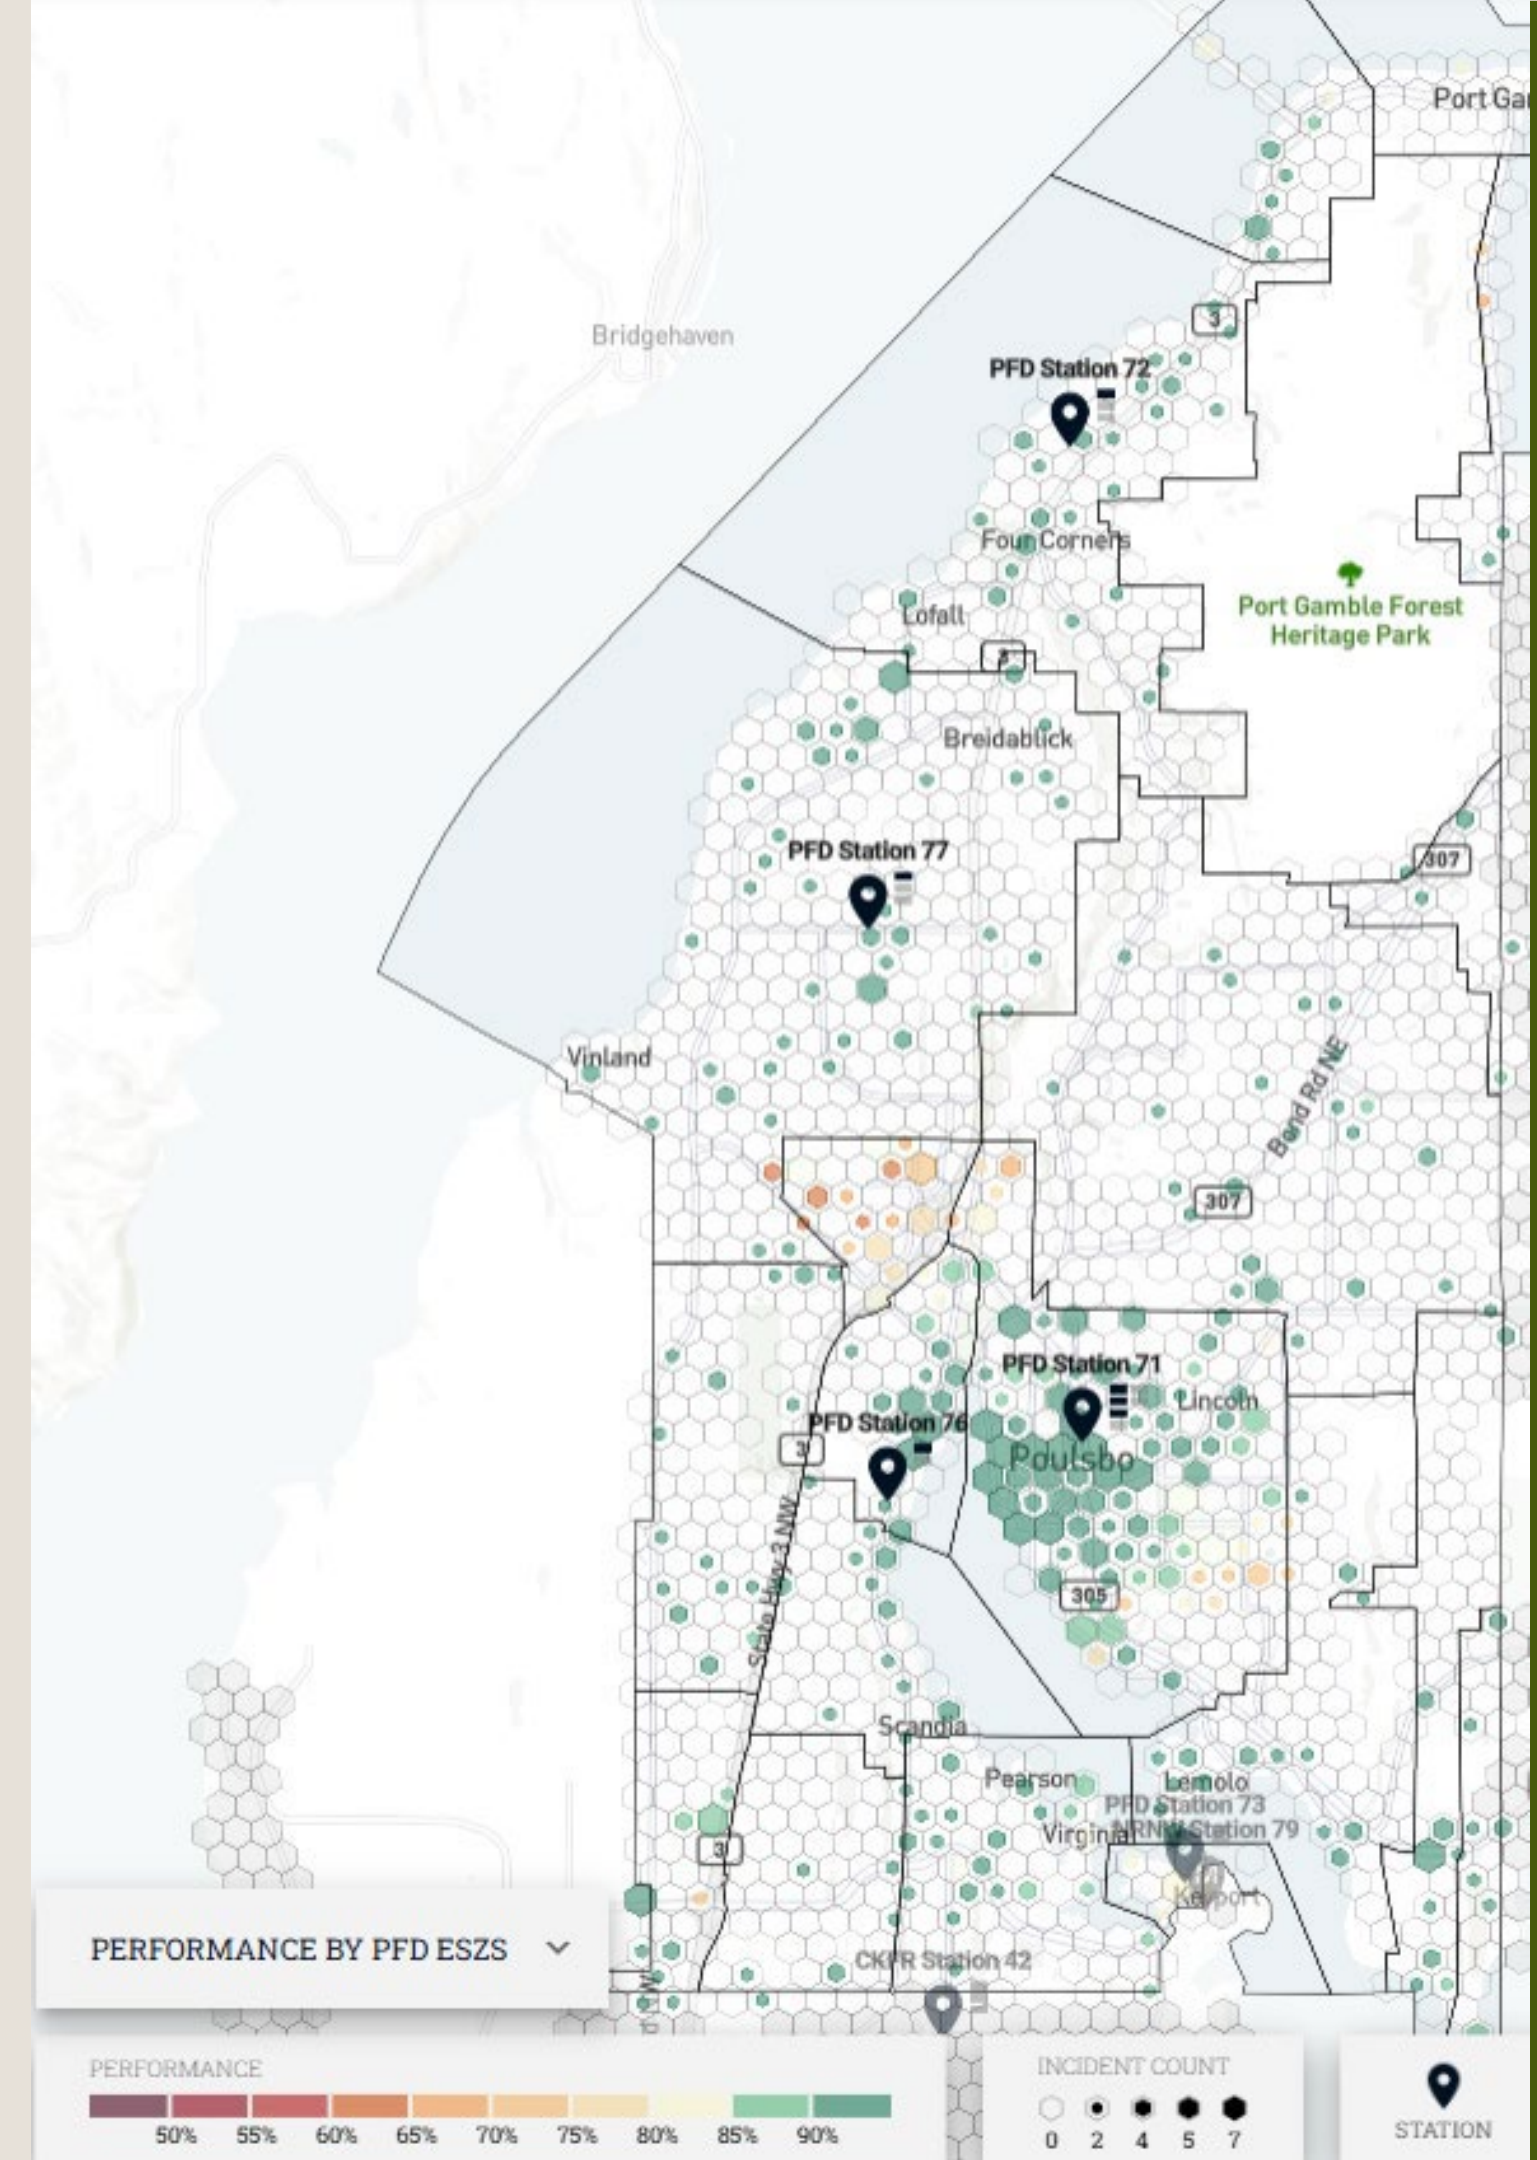 Port Ga
Bridgehaven
3
PFD Station 72
Four Corners
Port Gamble Forest
Heritage Park
Lofall
3
Breidablick
PFD Station 77
307
Vinland
Bond Rd NE
307
PFD Station 71
Lincoln
PFD Station 76
3
Poulsbo
State Hwy 3 NW
305
Scandia
Pearson
Lemolo
PFD Station 73
Virginia
NRNW Station 79
3
Keyport
PERFORMANCE BY PFD ESZS
CKFR Station 42
PERFORMANCE
50% 55% 60% 65% 70% 75% 80% 85% 90%
INCIDENT COUNT
0 2 4 5 7
STATION